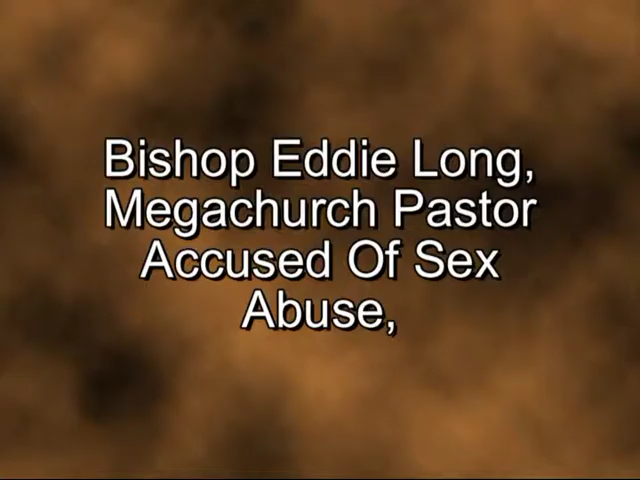 Bishop Eddie Long,
Megachurch Pastor
Accused Of Sex
Abuse,